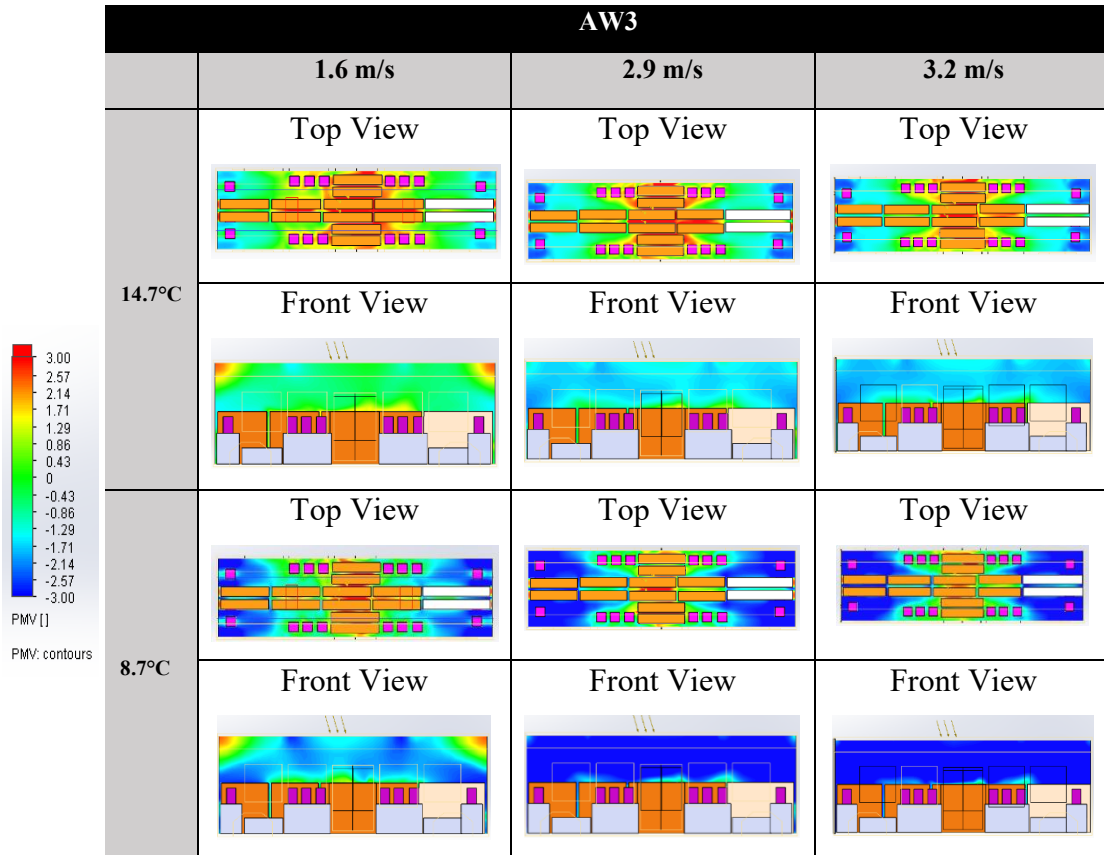 AW3
1.6 m/s
2.9 m/s
3.2 m/s
14.7°C
Top View
Top View
Top View
Front View
Front View
Front View
8.7°C
Top View
Top View
Top View
Front View
Front View
Front View
3.00
2.57
2.14
1.71
1.29
0.86
0.43
0
-0.43
-0.86
-1.29
-1.71
-2.14
-2.57
-3.00
PMV []
PMV: contours